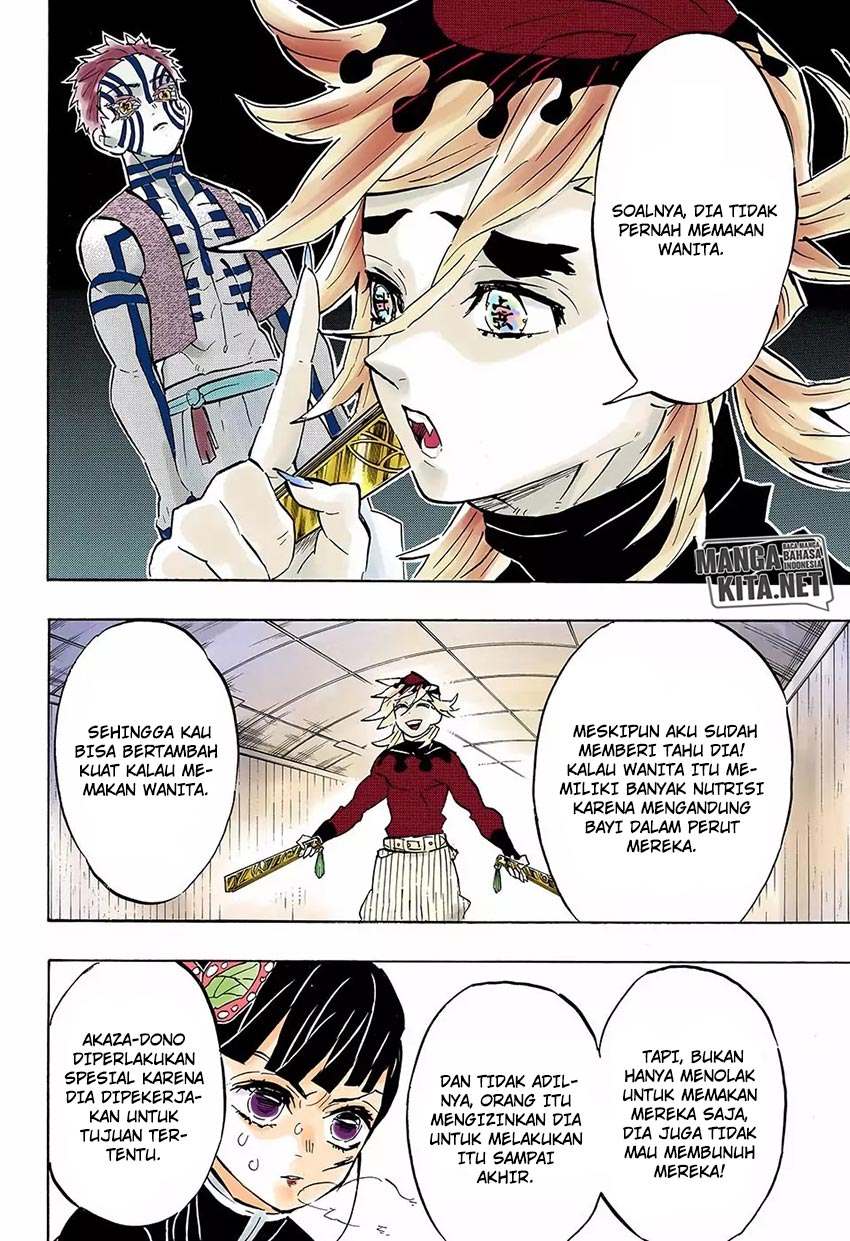 SOALNYA, DIA TIDAK
PERNAH MEMAKAN
WANITA.
MANGA
BACA MANGA
BAHASA
INDONESIA
KITA.NET
MESKIPUN AKU SUDAH
MEMBERI TAHU DIA!
KALAU WANITA ITU ME-
MILIKI BANYAK NUTRISI
KARENA MENGANDUNG
BAYI DALAM PERUT
MEREKA.
SEHINGGA KAU
BISA BERTAMBAH
KUAT KALAU ME-
MAKAN WANITA.
TAPI, BUKAN
HANYA MENOLAK
UNTUK MEMAKAN
MEREKA SAJA,
DIA JUGA TIDAK
MAU MEMBUNUH
MEREKA!
DAN TIDAK ADIL-
NYA, ORANG ITU
MENGIZINKAN DIA
UNTUK MELAKUKAN
ITU SAMPAI
AKHIR.
AKAZA-DONO
DIPERLAKUKAN
SPESIAL KARENA
DIA DIPEKERJA-
KAN UNTUK
TUJUAN TER-
TENTU.